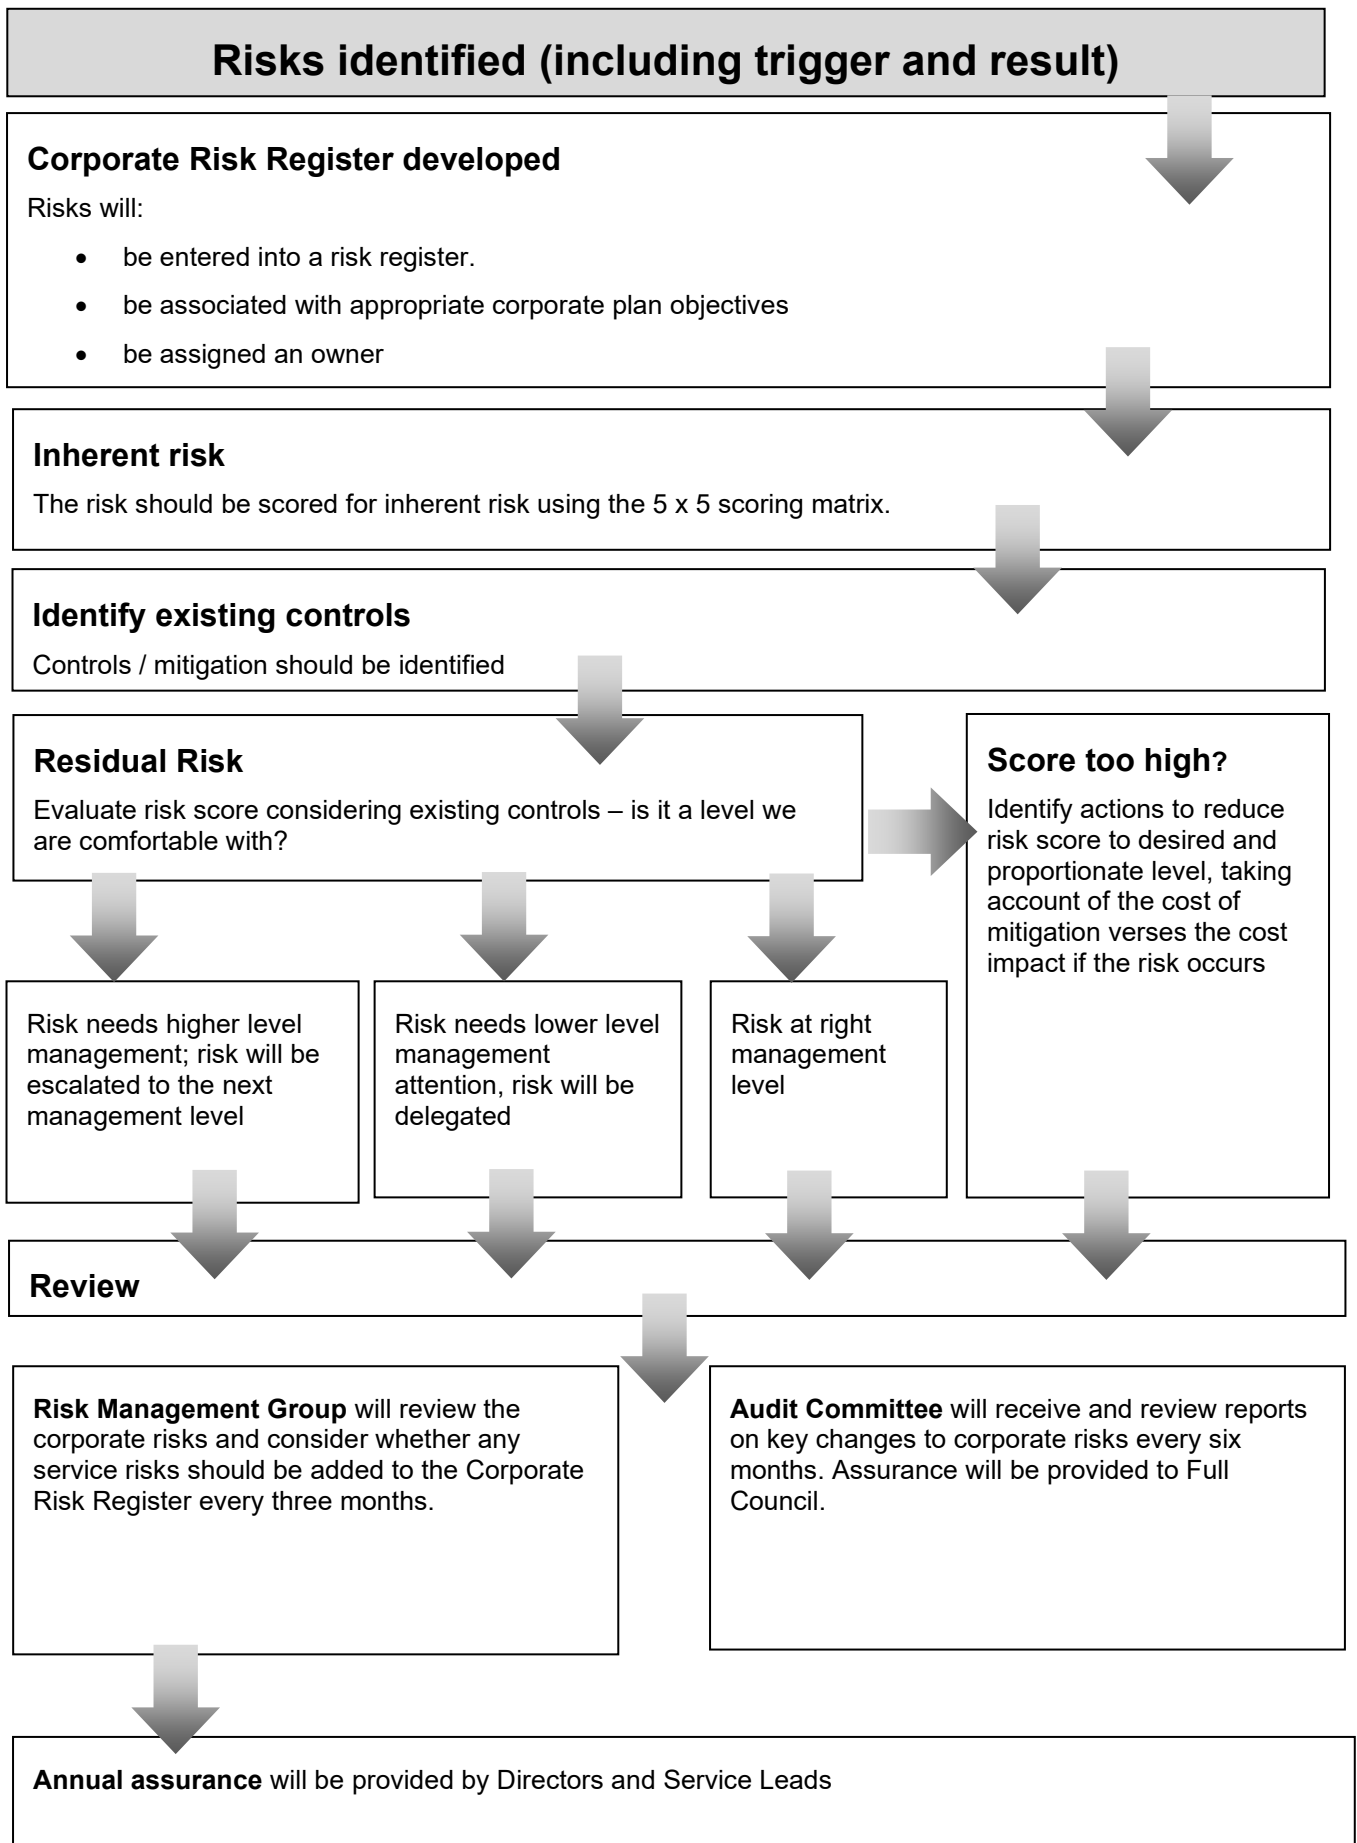 Risks identified (including trigger and result)
Corporate Risk Register developed
Risks will:
• be entered into a risk register.
• be associated with appropriate corporate plan objectives
• be assigned an owner
Inherent risk
The risk should be scored for inherent risk using the 5 x 5 scoring matrix.
Identify existing controls
Controls / mitigation should be identified
Residual Risk
Evaluate risk score considering existing controls – is it a level we
are comfortable with?
Score too high?
Identify actions to reduce
risk score to desired and
proportionate level, taking
account of the cost of
mitigation verses the cost
impact if the risk occurs
Risk needs higher level
management; risk will be
escalated to the next
management level
Risk needs lower level
management
attention, risk will be
delegated
Risk at right
management
level
Review
Risk Management Group will review the
corporate risks and consider whether any
service risks should be added to the Corporate
Risk Register every three months.
Audit Committee will receive and review reports
on key changes to corporate risks every six
months. Assurance will be provided to Full
Council.
Annual assurance will be provided by Directors and Service Leads